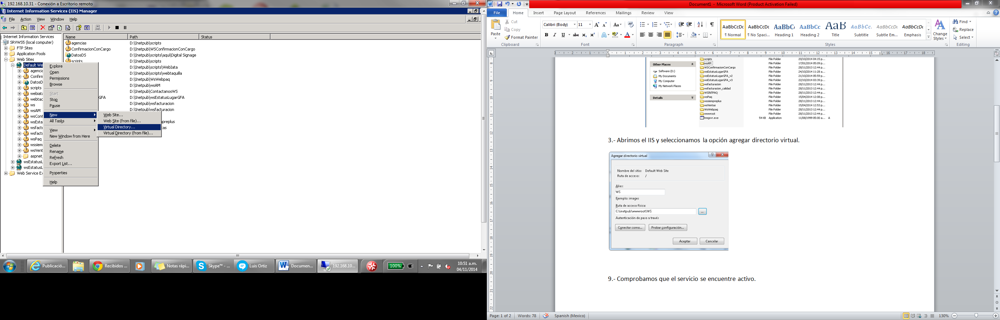 192.168.10.31 - Conexión a Escritorio remoto
Internet Information Services (IIS) Manager
File Action View Window Help
Internet Information Services
SRVWS5 (local computer)
FTP Sites
Application Pools
Web Sites
Default We
agencia
Confirm
DatosD
scripts
webiata
webtac
ws
wsAM
wsCont
wsEsta
wsfactu
wsfactu
wsPaq
wssiem
wsVent
aspnet_
wsEstatusL
wsEstatusL
Web Service Ex
Name Path Status
agencias D:\Inetpub\scripts
ConfirmacionConCargo D:\Inetpub\WSConfirmacionConCargo
DatosDS D:\Inetpub\scripts\aqui\Digital Signage
scripts D:\Inetpub\scripts
D:\Inetpub\scripts\WebIata
D:\Inetpub\scripts\webtaquilla
D:\Inetpub\WsWebpaq
D:\Inetpub\wsAM
D:\Inetpub\ContactanosWS
GFA D:\Inetpub\wsEstatusLugarGFA
D:\Inetpub\wsfacturacion
D:\Inetpub\wsfacturacion
preplus
tas
Explore
Open
Permissions
Browse
Start
Stop
Pause
New
All Tasks
View
New Window from Here
Delete
Rename
Refresh
Export List...
Properties
Help
Web Site...
Web Site (from file)...
Virtual Directory...
Virtual Directory (from file)...
Publicació...
Recibidos ...
Notas rápi...
Skype™ - ...
Luis Ortiz
Documen...
192.168.10...
100%
10:51 a.m.
04/11/2014
Document1 - Microsoft Word (Product Activation Failed)
File Home Insert Page Layout References Mailings Review View
Paste
Cut
Copy
Format Painter
Clipboard
Calibri (Body) 11
Font
Paragraph
AaBbCcDc AaBbCcDc AaBbC AaBbCc AaB AaBbCc. AaBbCcDc AaBbCcDc
¶ Normal ¶ No Spaci... Heading 1 Heading 2 Title Subtitle Subtle Em... Emphasis
Change Styles
Styles
Find
Replace
Select
Editing
Other Places
Software (D:)
My Documents
My Computer
My Network Places
Details
scripts File Folder 20/10/2014 04:15 p...
wsAM File Folder 17/01/2014 05:09 p...
WSConfirmacionConCargo File Folder 28/11/2013 12:44 p...
wsEstatusLugarGFA File Folder 24/10/2014 11:28 a...
wsEstatusLugarGFA_v2 File Folder 21/10/2014 05:59 p...
wsEstatusLugarGFA_v3 File Folder 22/10/2014 03:39 p...
wsfacturacion File Folder 28/11/2013 12:44 p...
wsfacturacion_calidad File Folder 28/11/2013 12:44 p...
WSINTPAQ File Folder 28/11/2013 12:44 p...
wsPaq File Folder 15/04/2014 12:08 p...
wssiempreplus File Folder 28/11/2013 12:44 p...
wsVentas File Folder 15/04/2014 12:53 p...
WsWebpaq File Folder 28/11/2013 12:44 p...
wwwroot File Folder 28/11/2013 12:44 p...
tregsvr.exe 54 KB Application 11/08/1999 05:00 a... A
3.- Abrimos el IIS y seleccionamos la opción agregar directorio virtual.
Agregar directorio virtual
Nombre del sitio: Default Web Site
Ruta de acceso: /
Alias:
WS
Ejemplo: images
Ruta de acceso física:
C:\inetpub\wwwroot\WS
...
Autenticación de paso a través
Conectar como... Probar configuración...
Aceptar Cancelar
9.- Comprobamos que el servicio se encuentre activo.
Page: 1 of 2 Words: 78 Spanish (Mexico) 130%